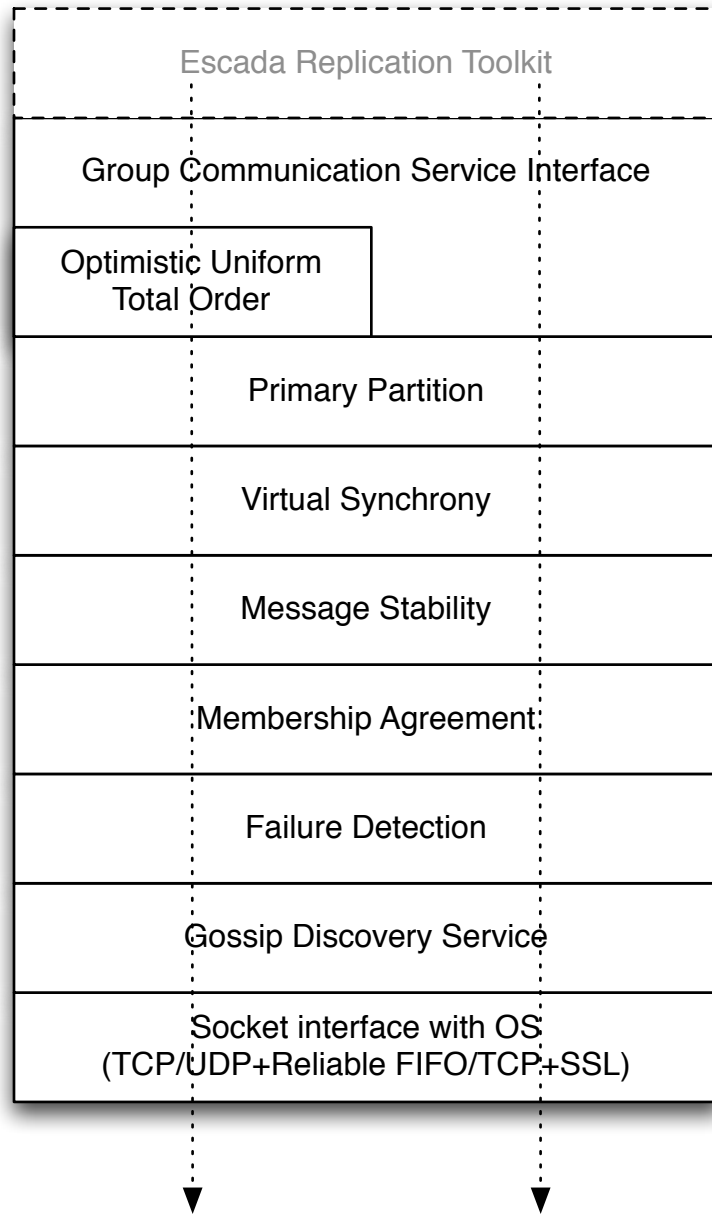 Escada Replication Toolkit
Group Communication Service Interface
Optimistic Uniform
Total Order
Primary Partition
Virtual Synchrony
Message Stability
Membership Agreement
Failure Detection
Gossip Discovery Service
Socket interface with OS
(TCP/UDP+Reliable FIFO/TCP+SSL)